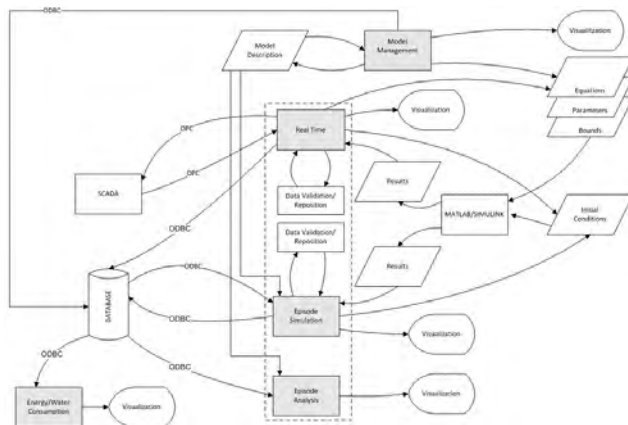 ODBC
Model
Description
Model
Management
Visualization
Equations
Parameters
Bounds
OPC
Real Time
Visualization
SCADA
OPC
Data Validation/
Reposition
Results
MATLAB/SIMULINK
Initial
Conditions
ODBC
Data Validation/
Reposition
Results
ODBC
DATABASE
Episode
Simulation
ODBC
Visualization
ODBC
ODBC
Energy/Water
Consumption
Visualization
Episode
Analysis
Visualization